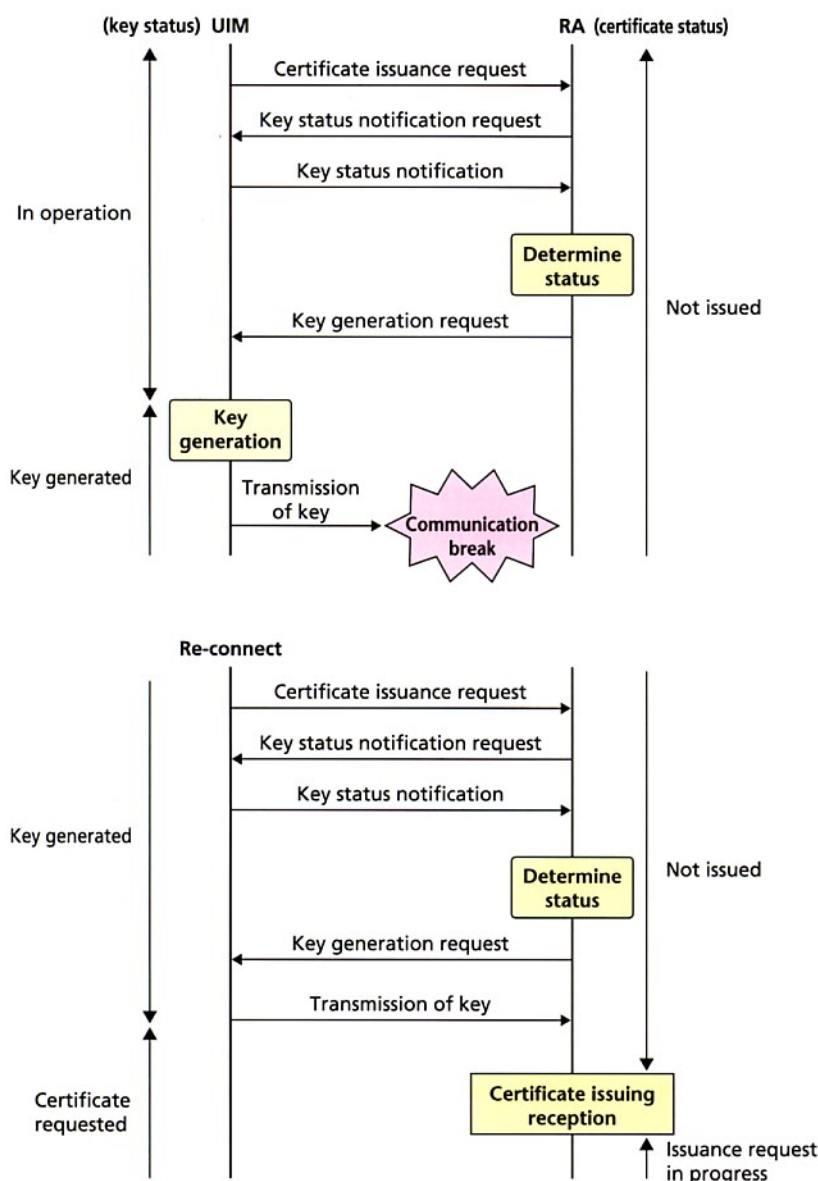 (key status) UIM
RA (certificate status)
Certificate issuance request
Key status notification request
Key status notification
In operation
Determine
status
Not issued
Key generation request
Key
generation
Key generated
Transmission
of key
Communication
break
Re-connect
Certificate issuance request
Key status notification request
Key status notification
Key generated
Determine
status
Not issued
Key generation request
Transmission of key
Certificate
requested
Certificate issuing
reception
Issuance request
in progress